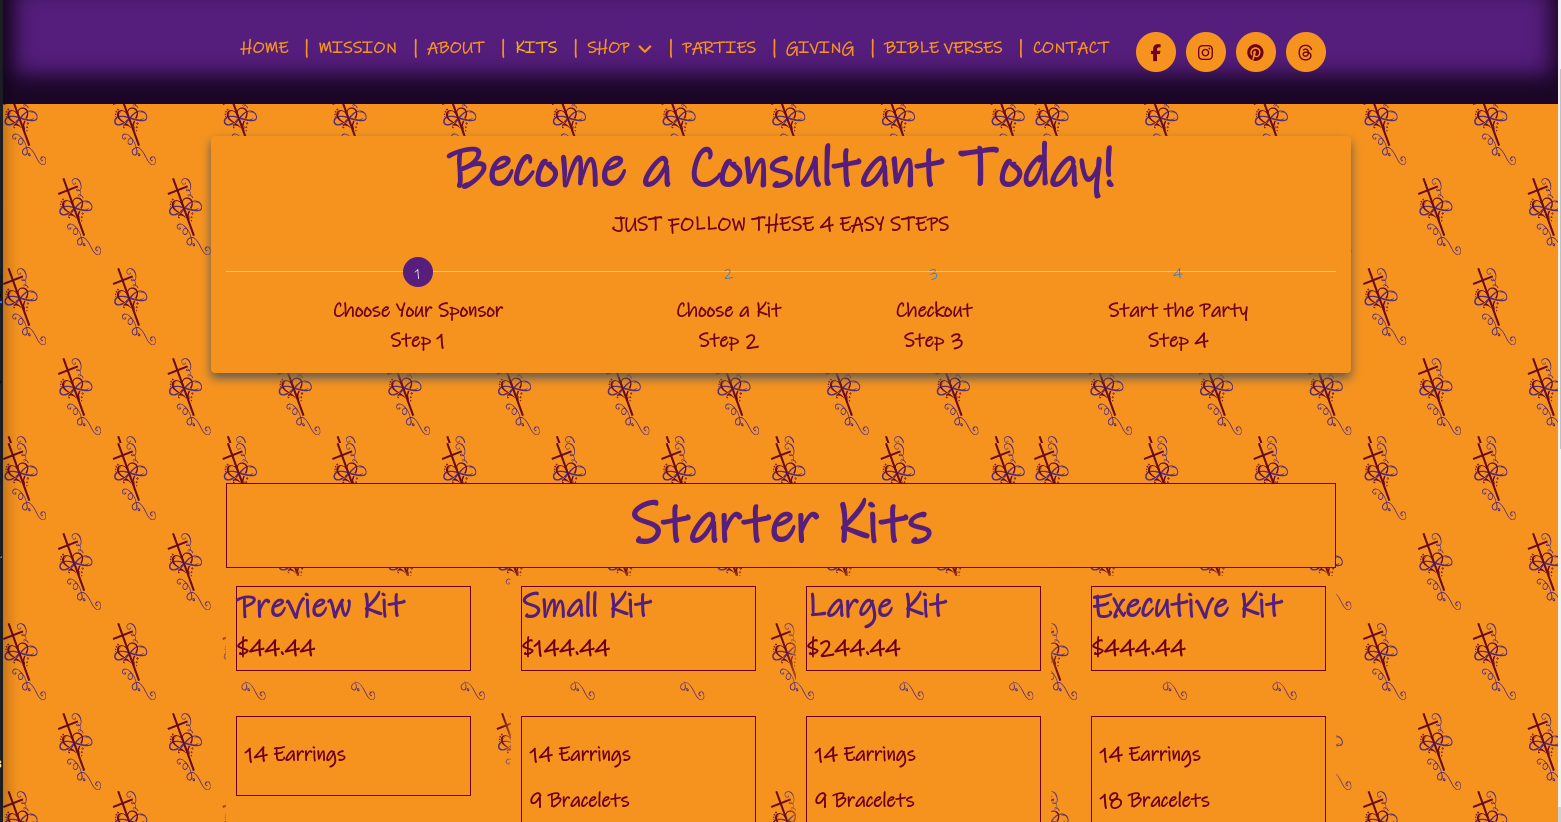 HOME | MISSION | ABOUT | KITS | SHOP | PARTIES | GIVING | BIBLE VERSES | CONTACT
Become a Consultant Today!
JUST FOLLOW THESE 4 EASY STEPS
1 2 3 4
Choose Your Sponsor Choose a Kit Checkout Start the Party
Step 1 Step 2 Step 3 Step 4
Starter Kits
Preview Kit Small Kit Large Kit Executive Kit
$44.44 $144.44 $244.44 $444.44
14 Earrings 14 Earrings 14 Earrings 14 Earrings
9 Bracelets 9 Bracelets 18 Bracelets